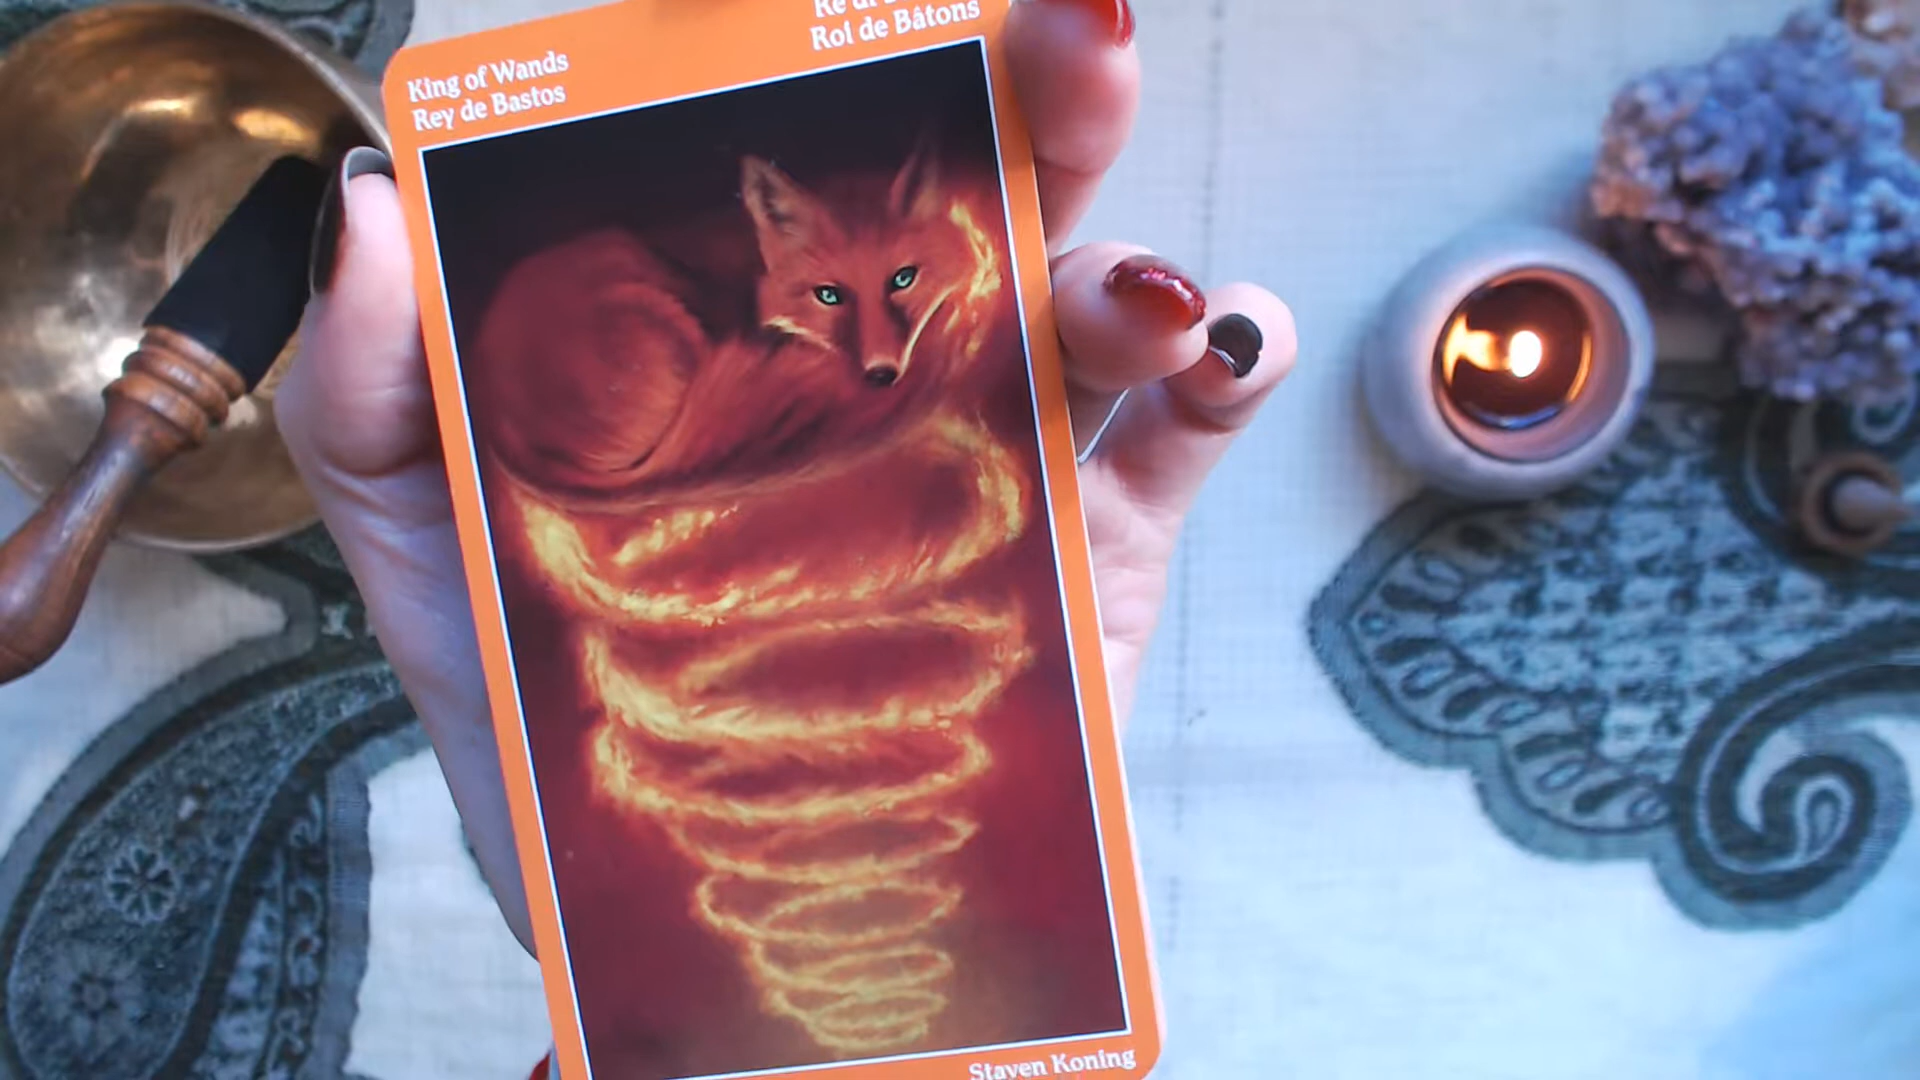 King of Wands
Rey de Bastos
Roi de Bâtons
Staven Koning